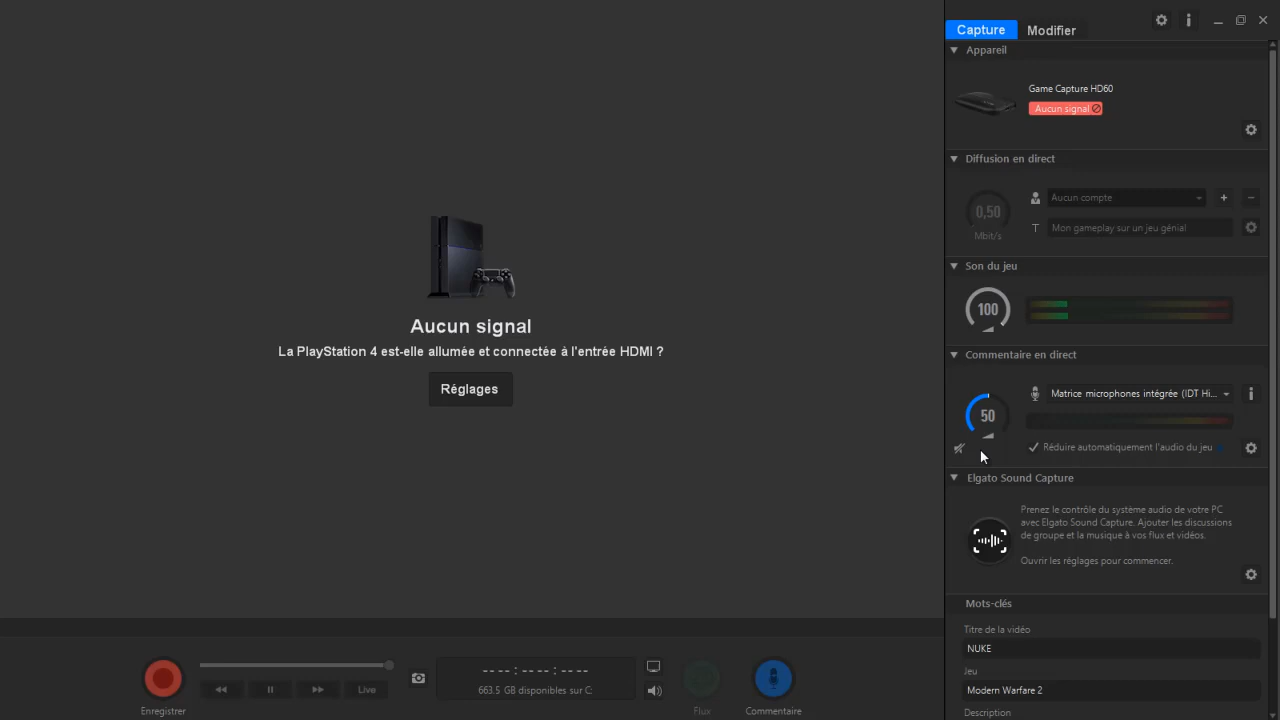 Capture
Modifier
Appareil
Game Capture HD60
Aucun signal
Diffusion en direct
0,50
Mbit/s
Aucun compte
T
Mon gameplay sur un jeu génial
Son du jeu
100
Aucun signal
La PlayStation 4 est-elle allumée et connectée à l'entrée HDMI ?
Réglages
Commentaire en direct
50
Matrice microphones intégrée (IDT Hi...
Réduire automatiquement l'audio du jeu
Elgato Sound Capture
Prenez le contrôle du système audio de votre PC
avec Elgato Sound Capture. Ajouter les discussions
de groupe et la musique à vos flux et vidéos.
Ouvrir les réglages pour commencer.
Mots-clés
Titre de la vidéo
NUKE
Jeu
Modern Warfare 2
Description
Enregistrer
Live
-- -- : -- -- : -- --
663.5 GB disponibles sur C:
Flux
Commentaire